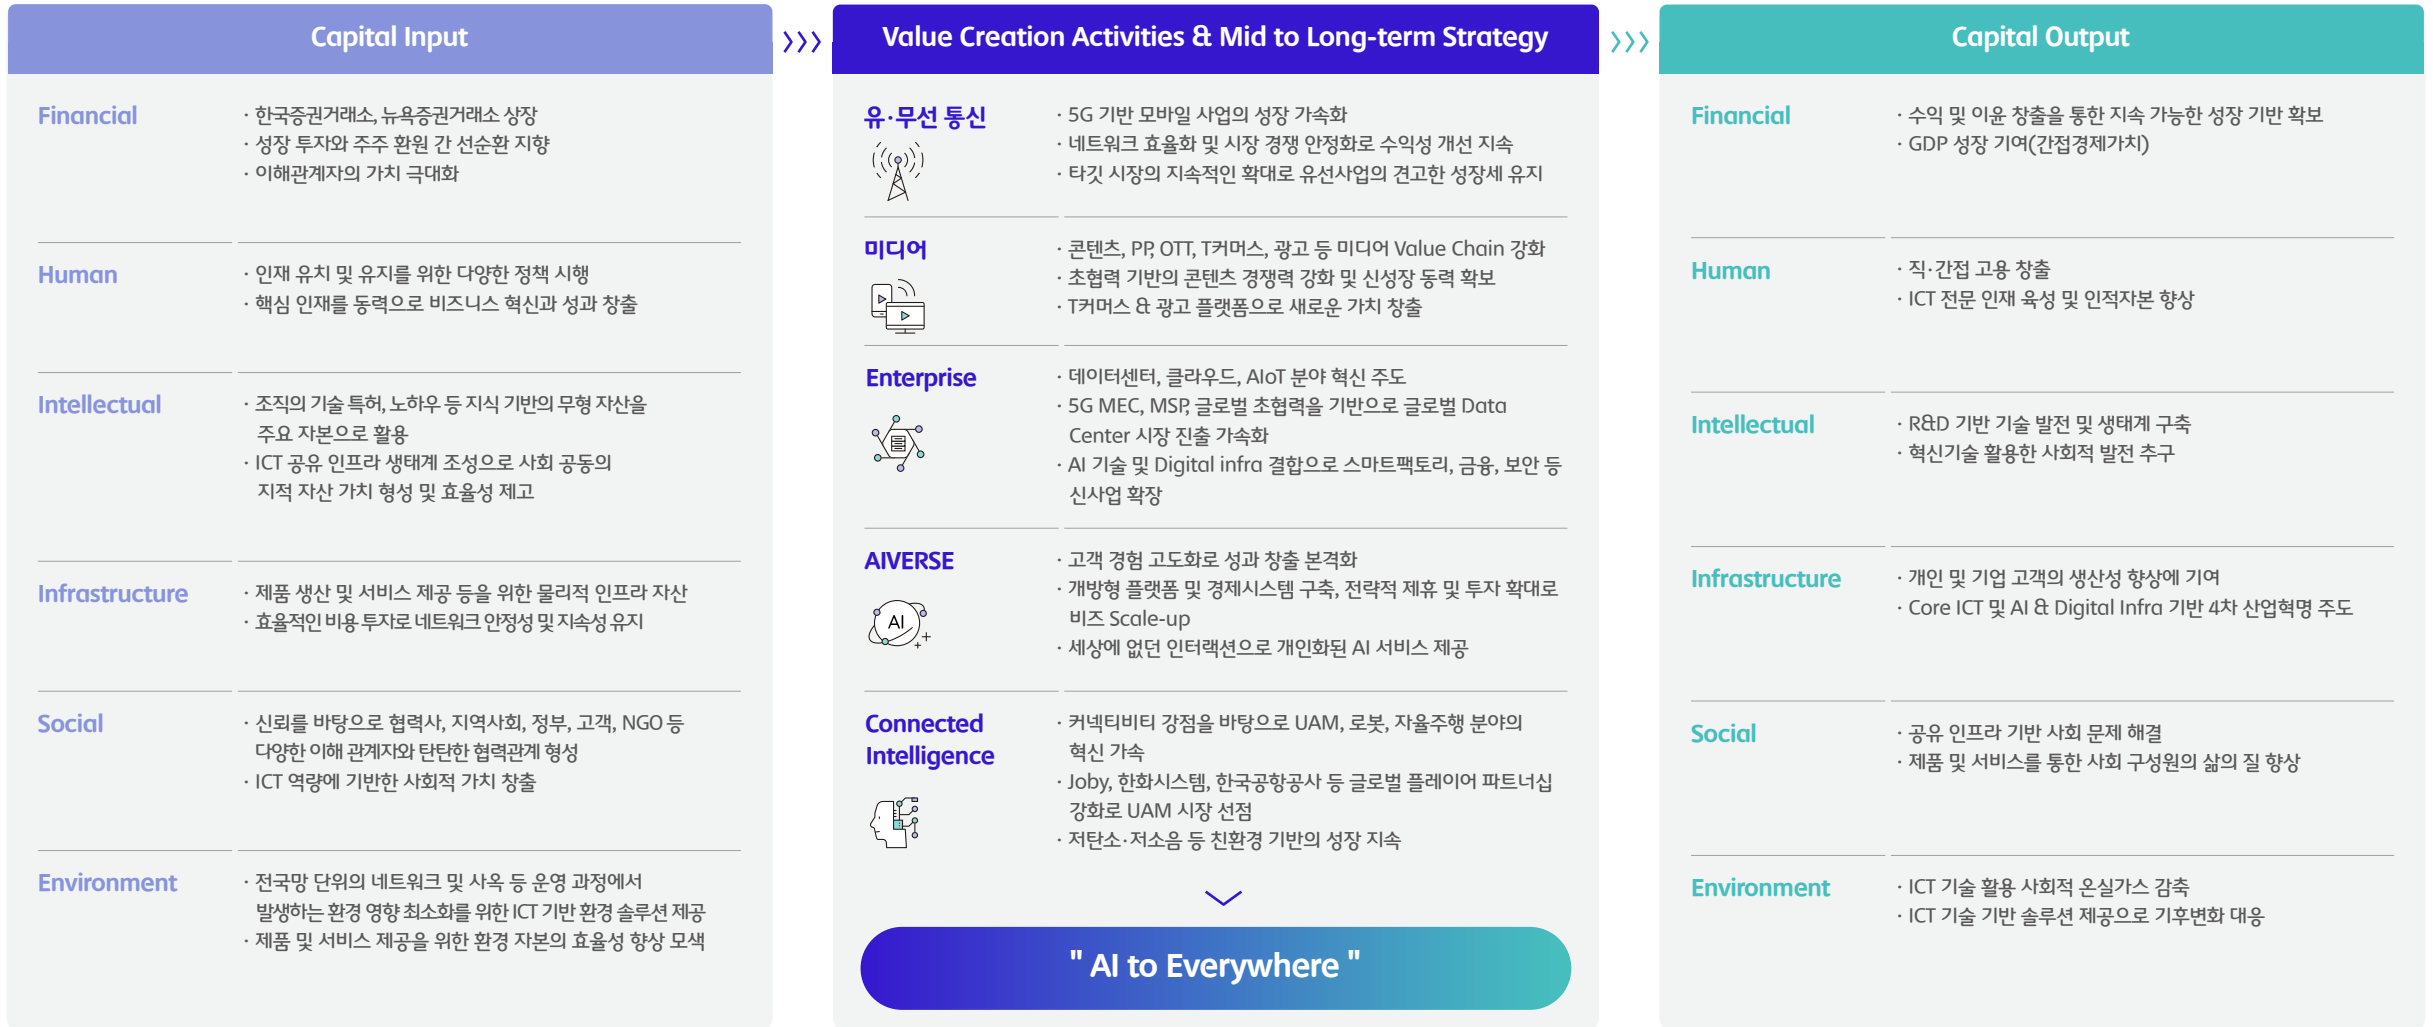 Capital Input
Financial
· 한국증권거래소, 뉴욕증권거래소 상장
· 성장 투자와 주주 환원 간 선순환 지향
· 이해관계자의 가치 극대화
Human
· 인재 유치 및 유지를 위한 다양한 정책 시행
· 핵심 인재를 동력으로 비즈니스 혁신과 성과 창출
Intellectual
· 조직의 기술 특허, 노하우 등 지식 기반의 무형 자산을
주요 자본으로 활용
· ICT 공유 인프라 생태계 조성으로 사회 공동의
지적 자산 가치 형성 및 효율성 제고
Infrastructure
· 제품 생산 및 서비스 제공 등을 위한 물리적 인프라 자산
· 효율적인 비용 투자로 네트워크 안정성 및 지속성 유지
Social
· 신뢰를 바탕으로 협력사, 지역사회, 정부, 고객, NGO 등
다양한 이해 관계자와 탄탄한 협력관계 형성
· ICT 역량에 기반한 사회적 가치 창출
Environment
· 전국망 단위의 네트워크 및 사옥 등 운영 과정에서
발생하는 환경 영향 최소화를 위한 ICT 기반 환경 솔루션 제공
· 제품 및 서비스 제공을 위한 환경 자본의 효율성 향상 모색
Value Creation Activities & Mid to Long-term Strategy
유·무선 통신
· 5G 기반 모바일 사업의 성장 가속화
· 네트워크 효율화 및 시장 경쟁 안정화로 수익성 개선 지속
· 타깃 시장의 지속적인 확대로 유선사업의 견고한 성장세 유지
미디어
· 콘텐츠, PP, OTT, T커머스, 광고 등 미디어 Value Chain 강화
· 초협력 기반의 콘텐츠 경쟁력 강화 및 신성장 동력 확보
· T커머스 & 광고 플랫폼으로 새로운 가치 창출
Enterprise
· 데이터센터, 클라우드, AIoT 분야 혁신 주도
· 5G MEC, MSP, 글로벌 초협력을 기반으로 글로벌 Data
Center 시장 진출 가속화
· AI 기술 및 Digital infra 결합으로 스마트팩토리, 금융, 보안 등
신사업 확장
AIVERSE
AI
· 고객 경험 고도화로 성과 창출 본격화
· 개방형 플랫폼 및 경제시스템 구축, 전략적 제휴 및 투자 확대로
비즈 Scale-up
· 세상에 없던 인터랙션으로 개인화된 AI 서비스 제공
Connected
Intelligence
· 커넥티비티 강점을 바탕으로 UAM, 로봇, 자율주행 분야의
혁신 가속
· Joby, 한화시스템, 한국공항공사 등 글로벌 플레이어 파트너십
강화로 UAM 시장 선점
· 저탄소·저소음 등 친환경 기반의 성장 지속
" AI to Everywhere "
Capital Output
Financial
· 수익 및 이윤 창출을 통한 지속 가능한 성장 기반 확보
· GDP 성장 기여(간접경제가치)
Human
· 직·간접 고용 창출
· ICT 전문 인재 육성 및 인적자본 향상
Intellectual
· R&D 기반 기술 발전 및 생태계 구축
· 혁신기술 활용한 사회적 발전 추구
Infrastructure
· 개인 및 기업 고객의 생산성 향상에 기여
· Core ICT 및 AI & Digital Infra 기반 4차 산업혁명 주도
Social
· 공유 인프라 기반 사회 문제 해결
· 제품 및 서비스를 통한 사회 구성원의 삶의 질 향상
Environment
· ICT 기술 활용 사회적 온실가스 감축
· ICT 기술 기반 솔루션 제공으로 기후변화 대응